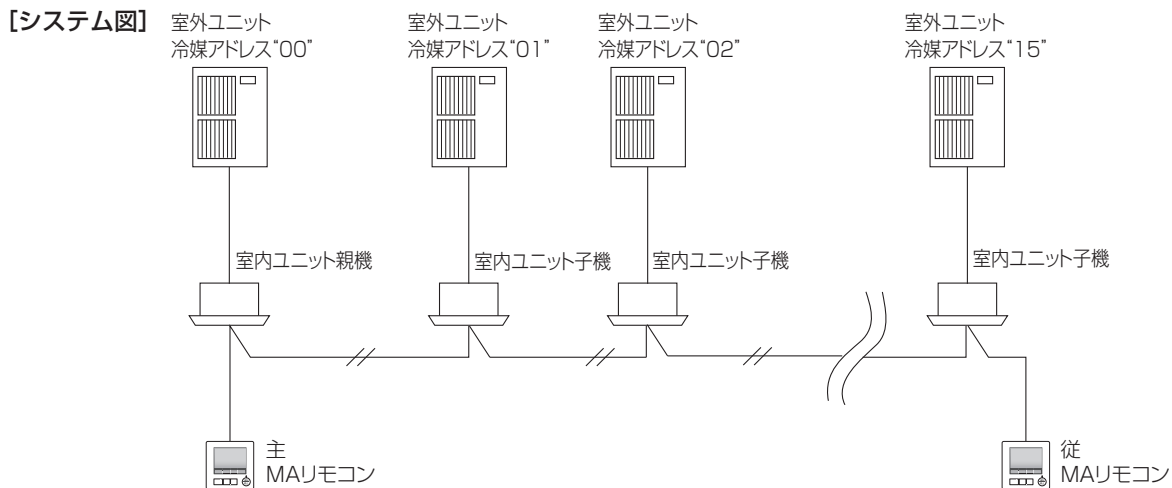 [システム図]
室外ユニット
冷媒アドレス“00”
室外ユニット
冷媒アドレス“01”
室外ユニット
冷媒アドレス“02”
室外ユニット
冷媒アドレス“15”
室内ユニット親機
室内ユニット子機
室内ユニット子機
室内ユニット子機
主
MAリモコン
従
MAリモコン